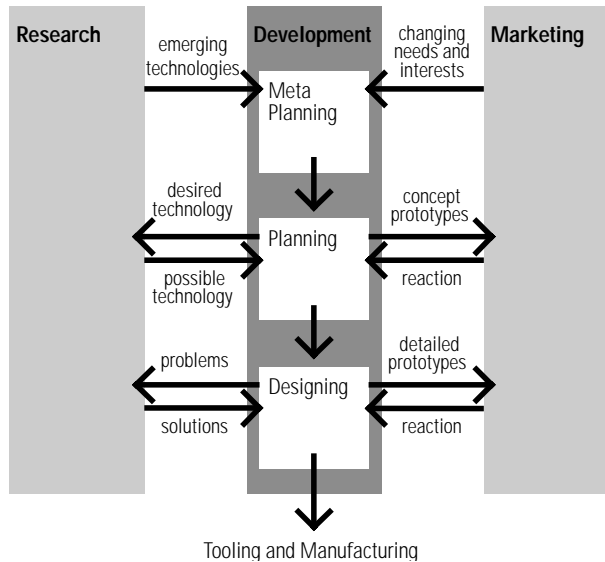 Research
Development
Marketing
emerging
technologies
changing
needs and
interests
Meta
Planning
desired
technology
concept
prototypes
Planning
possible
technology
reaction
problems
detailed
prototypes
Designing
solutions
reaction
Tooling and Manufacturing